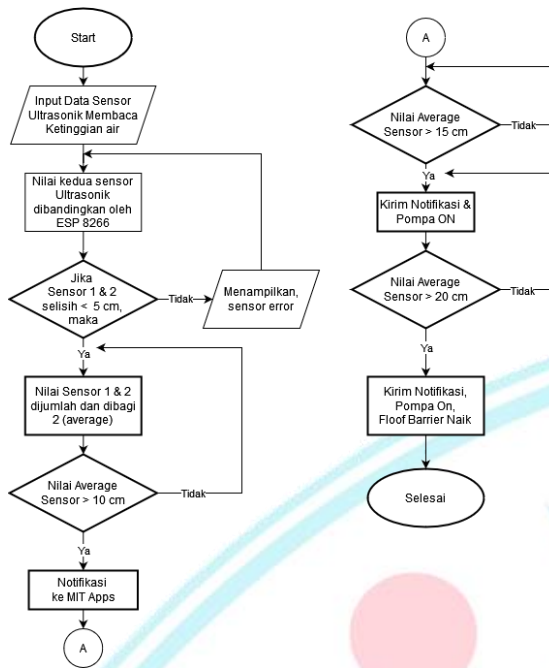 Start
Input Data Sensor
Ultrasonik Membaca
Ketinggian air
Nilai kedua sensor
Ultrasonik
dibandingkan oleh
ESP 8266
Jika
Sensor 1 & 2
selisih < 5 cm,
maka
Tidak
Menampilkan,
sensor error
Ya
Nilai Sensor 1 & 2
dijumlah dan dibagi
2 (average)
Nilai Average
Sensor > 10 cm
Tidak
Ya
Notifikasi
ke MIT Apps
A
A
Nilai Average
Sensor > 15 cm
Tidak
Ya
Kirim Notifikasi &
Pompa ON
Nilai Average
Sensor > 20 cm
Tidak
Ya
Kirim Notifikasi,
Pompa On,
Floof Barrier Naik
Selesai